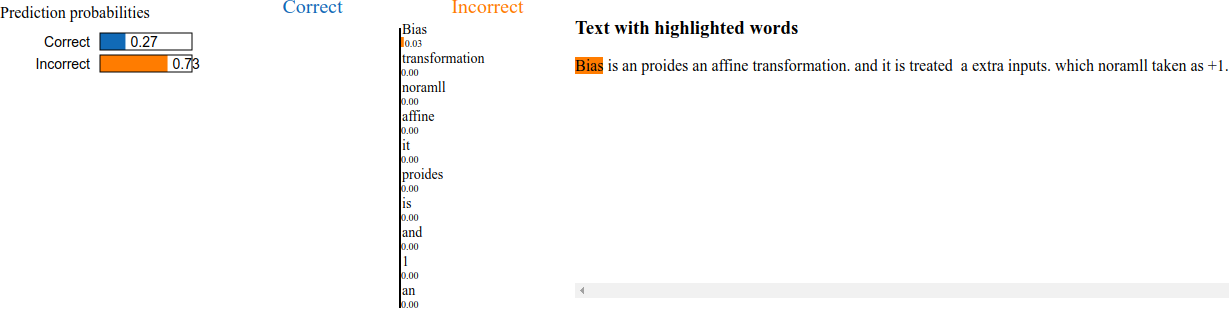 Prediction probabilities
Correct 0.27
Incorrect 0.73
Correct Incorrect
Bias
0.03
transformation
0.00
noramll
0.00
affine
0.00
it
0.00
proides
0.00
is
0.00
and
0.00
1
0.00
an
0.00
Text with highlighted words
Bias is an proides an affine transformation. and it is treated  a extra inputs. which noramll taken as +1.